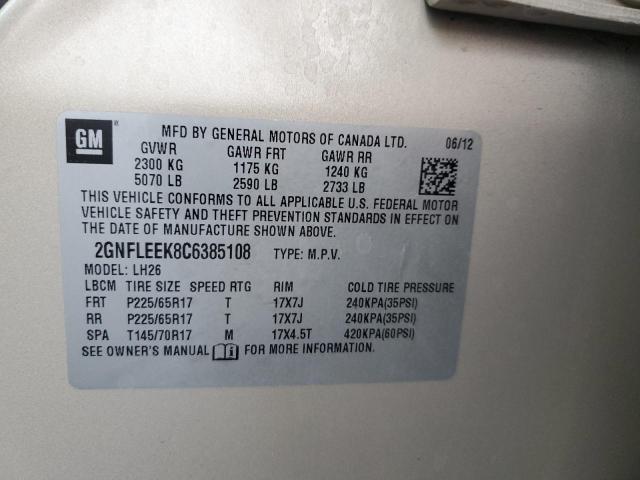 GM
MFD BY GENERAL MOTORS OF CANADA LTD. 06/12
GVWR GAWR FRT GAWR RR
2300 KG 1175 KG 1240 KG
5070 LB 2590 LB 2733 LB
THIS VEHICLE CONFORMS TO ALL APPLICABLE U.S. FEDERAL MOTOR
VEHICLE SAFETY AND THEFT PREVENTION STANDARDS IN EFFECT ON
THE DATE OF MANUFACTURE SHOWN ABOVE.
2GNFLEEK8C6385108 TYPE: M.P.V.
MODEL: LH26
LBCM TIRE SIZE SPEED RTG RIM COLD TIRE PRESSURE
FRT P225/65R17 T 17X7J 240KPA(35PSI)
RR P225/65R17 T 17X7J 240KPA(35PSI)
SPA T145/70R17 M 17X4.5T 420KPA(60PSI)
SEE OWNER'S MANUAL FOR MORE INFORMATION.